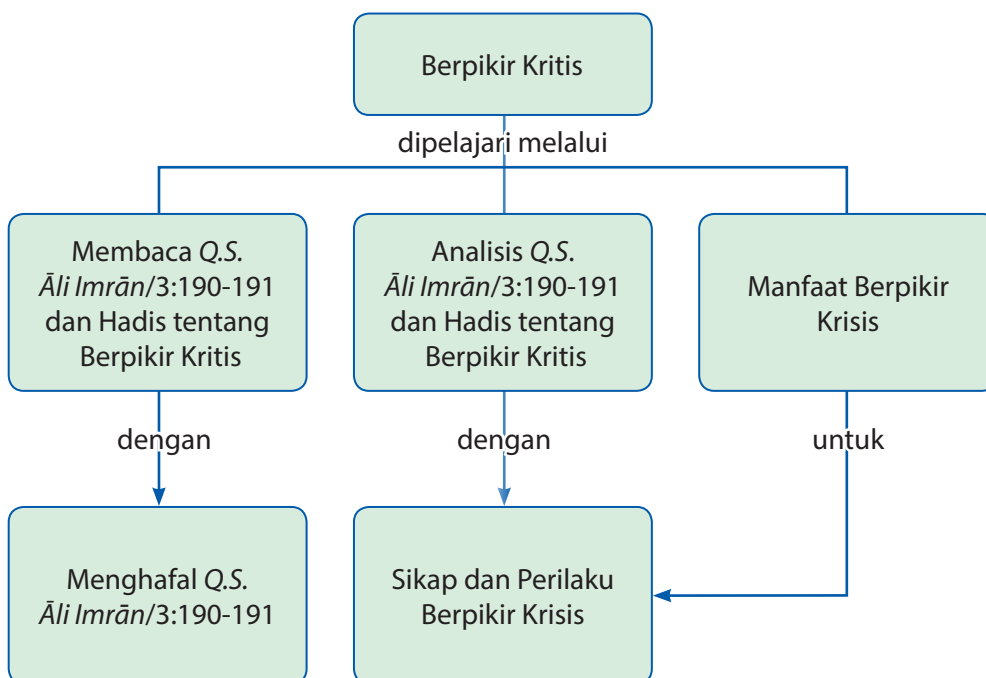 Berpikir Kritis
dipelajari melalui
Membaca Q.S.
Āli Imrān/3:190-191
dan Hadis tentang
Berpikir Kritis
Analisis Q.S.
Āli Imrān/3:190-191
dan Hadis tentang
Berpikir Kritis
Manfaat Berpikir
Krisis
dengan
dengan
untuk
Menghafal Q.S.
Āli Imrān/3:190-191
Sikap dan Perilaku
Berpikir Krisis